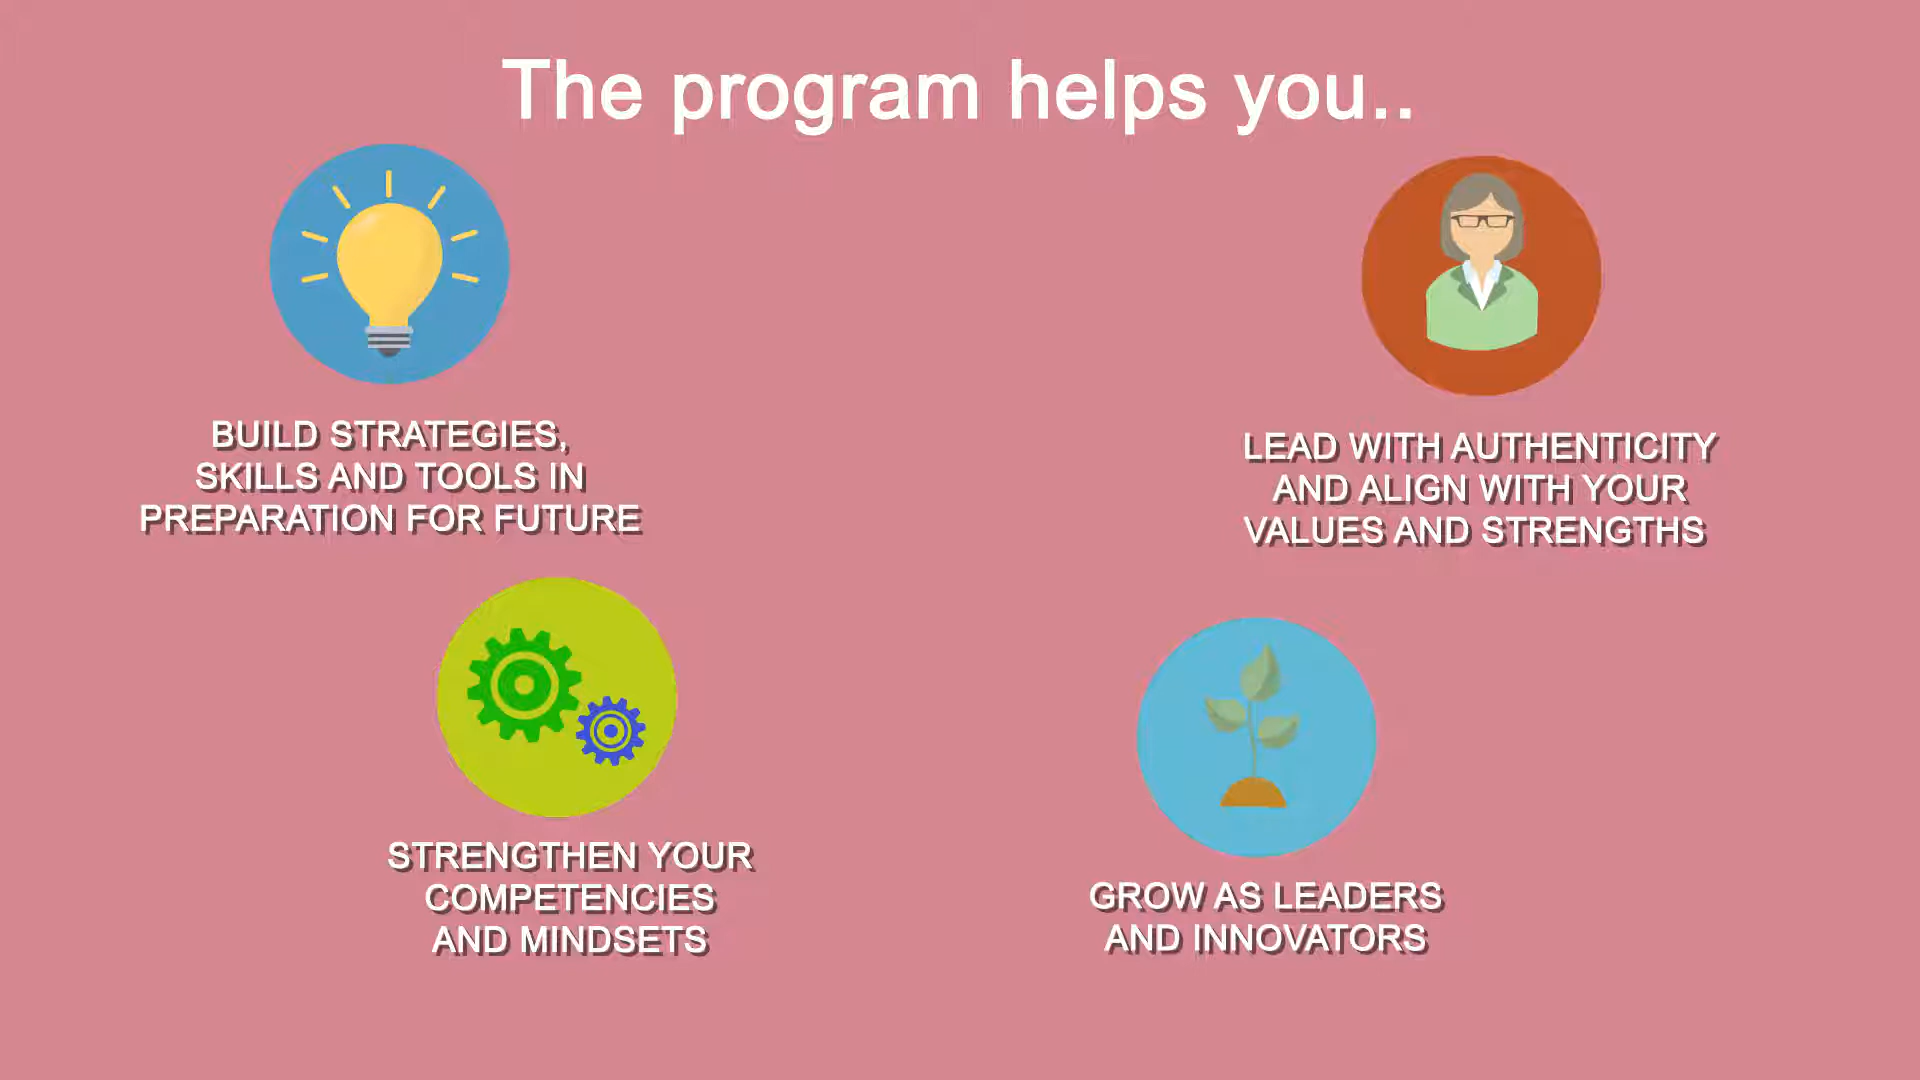 The program helps you..
BUILD STRATEGIES,
SKILLS AND TOOLS IN
PREPARATION FOR FUTURE
LEAD WITH AUTHENTICITY
AND ALIGN WITH YOUR
VALUES AND STRENGTHS
STRENGTHEN YOUR
COMPETENCIES
AND MINDSETS
GROW AS LEADERS
AND INNOVATORS